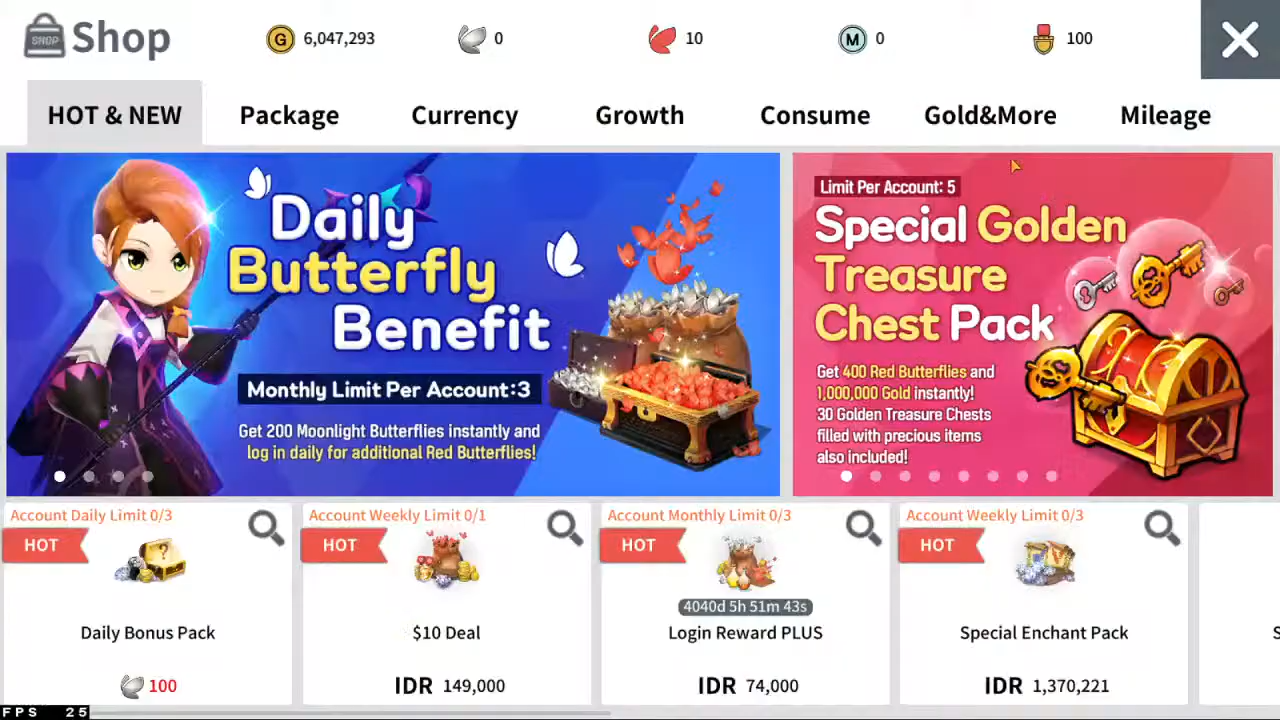 SHOP
Shop
G
6,047,293
0
10
M
0
100
HOT & NEW
Package
Currency
Growth
Consume
Gold&More
Mileage
Daily
Butterfly
Benefit
Monthly Limit Per Account:3
Get 200 Moonlight Butterflies instantly and
log in daily for additional Red Butterflies!
Limit Per Account: 5
Special Golden
Treasure
Chest Pack
Get 400 Red Butterflies and
1,000,000 Gold instantly!
30 Golden Treasure Chests
filled with precious items
also included!
Account Daily Limit 0/3
HOT
?
Daily Bonus Pack
100
Account Weekly Limit 0/1
HOT
$10 Deal
IDR 149,000
Account Monthly Limit 0/3
HOT
4040d 5h 51m 43s
Login Reward PLUS
IDR 74,000
Account Weekly Limit 0/3
HOT
Special Enchant Pack
IDR 1,370,221
FPS 25